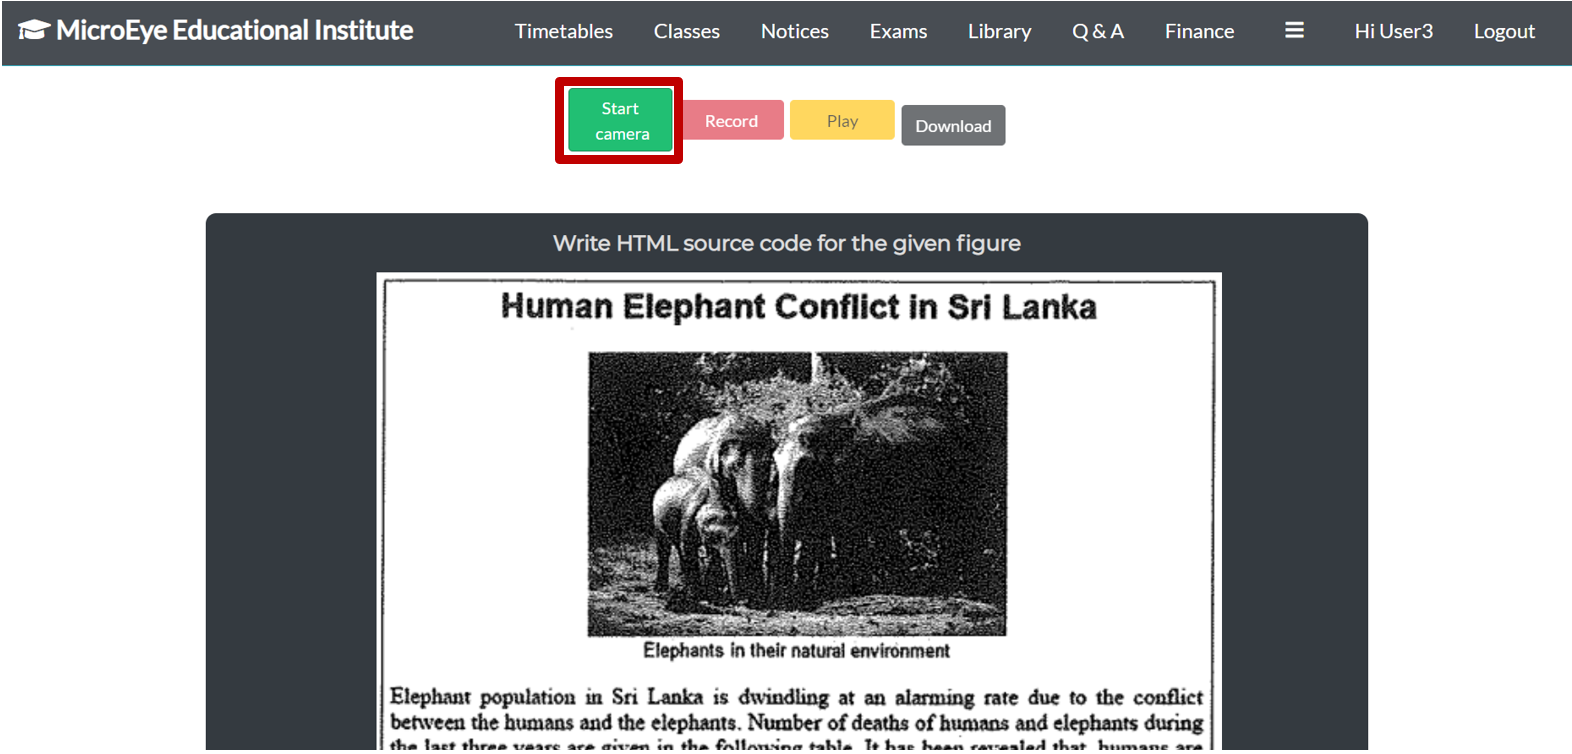 MicroEye Educational Institute
Timetables Classes Notices Exams Library Q & A Finance Hi User3 Logout
Start
camera
Record Play Download
Write HTML source code for the given figure
Human Elephant Conflict in Sri Lanka
Elephants in their natural environment
Elephant population in Sri Lanka is dwindling at an alarming rate due to the conflict
between the humans and the elephants. Number of deaths of humans and elephants during
the last three years are given in the following table. It has been revealed that, humans are